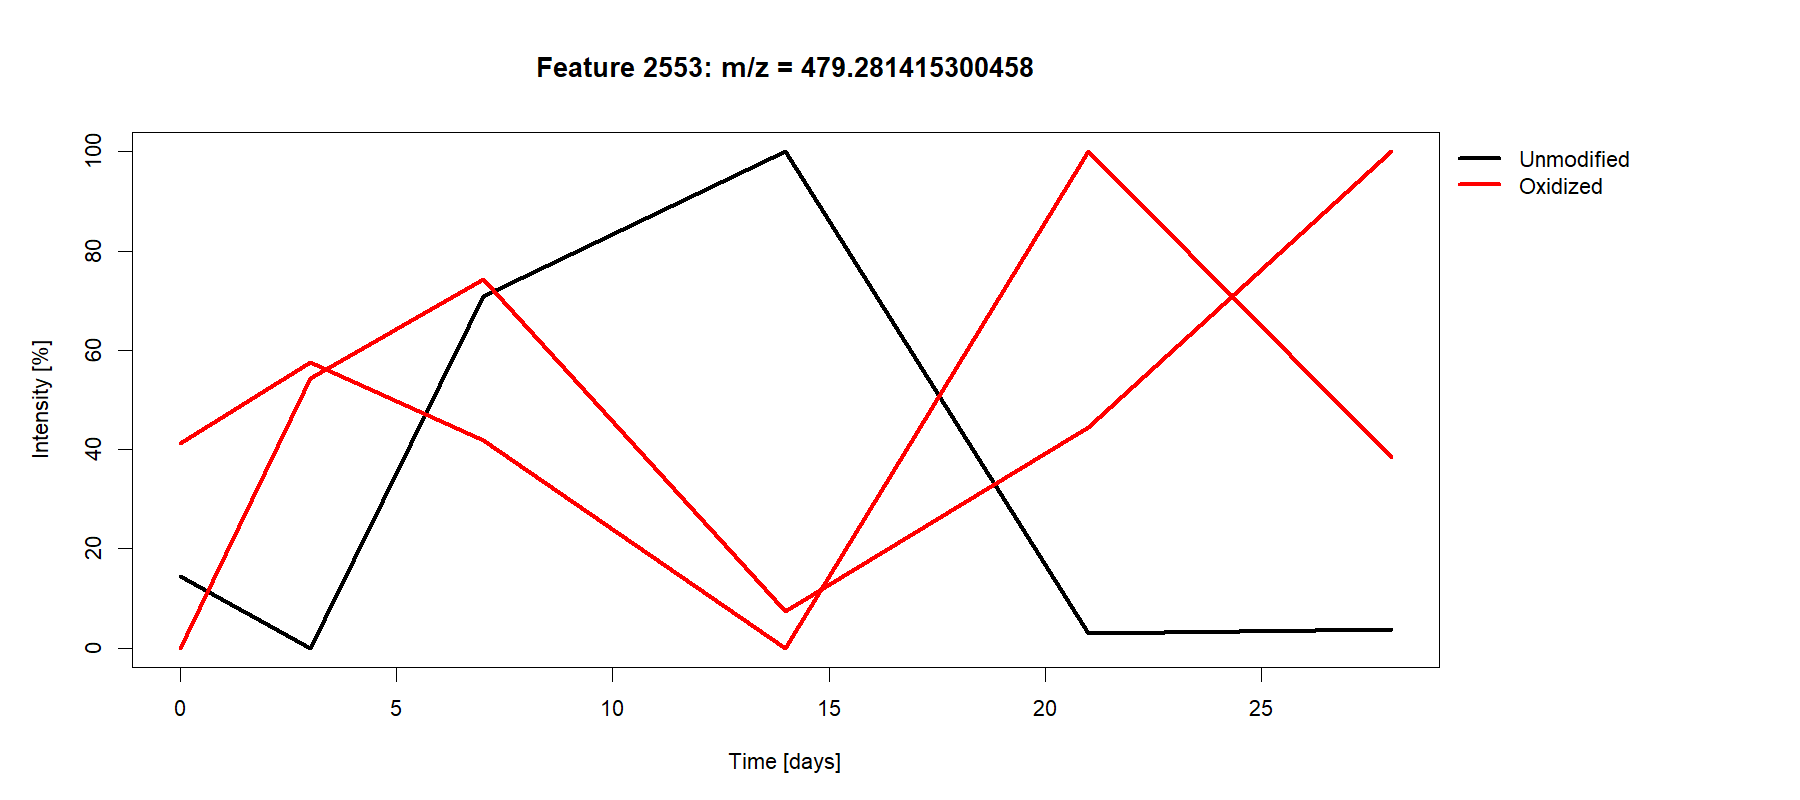 Feature 2553: m/z = 479.281415300458
Unmodified
Oxidized
Intensity [%]
100
80
60
40
20
0
0 5 10 15 20 25
Time [days]